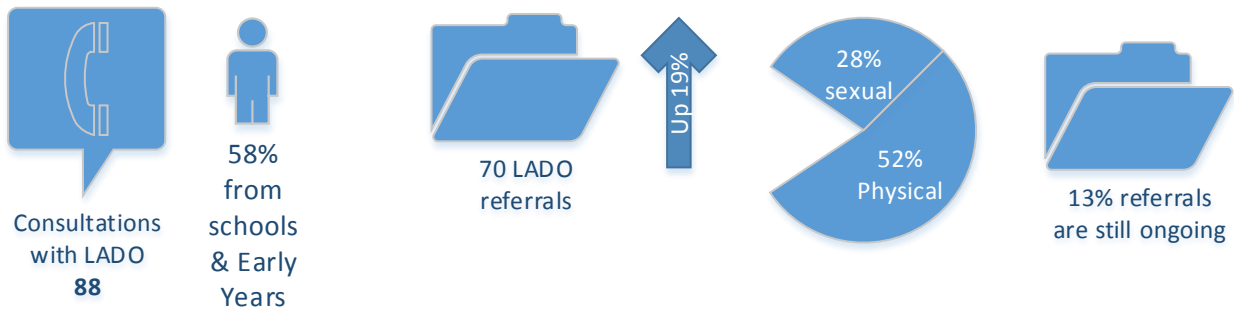 Consultations
with LADO
88
58%
from
schools
& Early
Years
70 LADO
referrals
Up 19%
28%
sexual
52%
Physical
13% referrals
are still ongoing